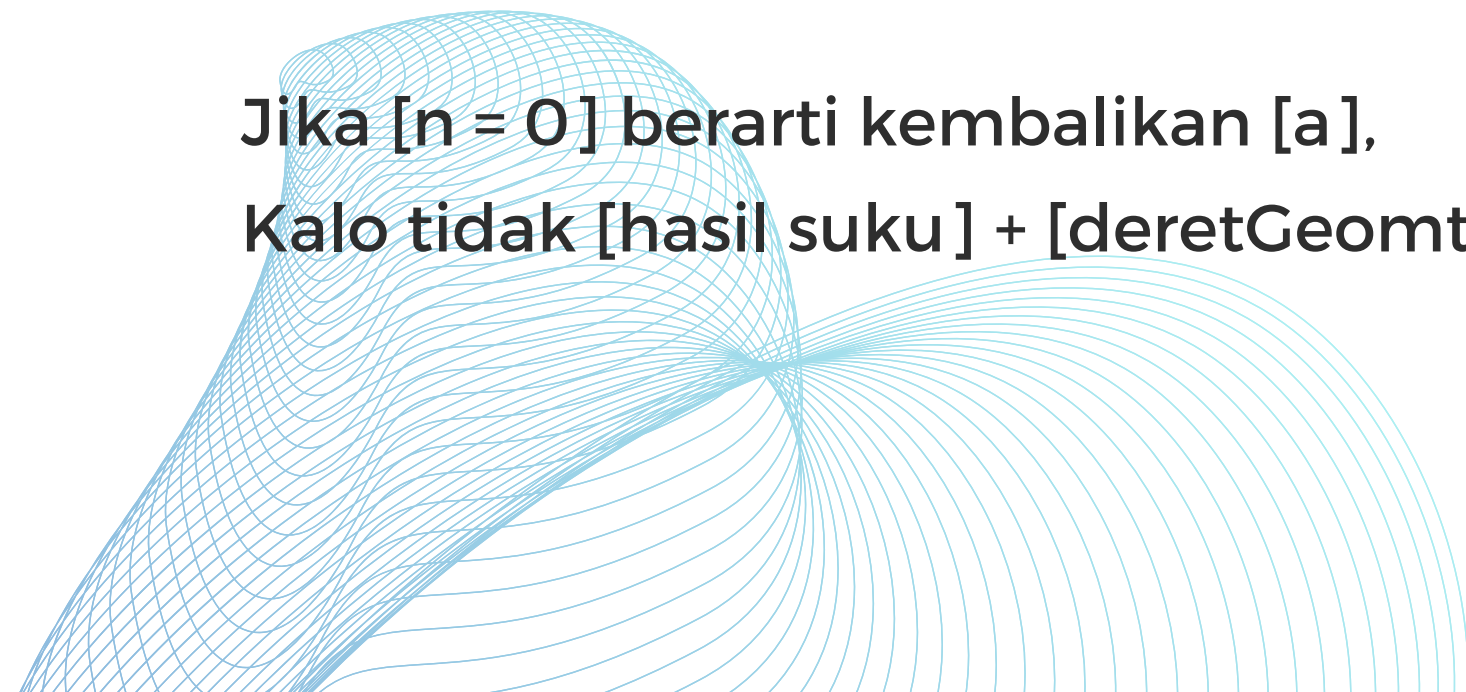 Jika [n = 0] berarti kembalikan [a],
Kalo tidak [hasil suku] + [deretGeomt